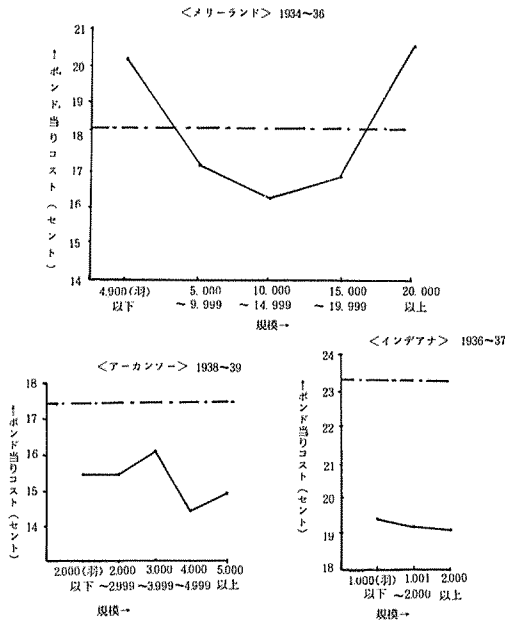 ＜メリーランド＞ 1934～36
↑ポンド当りコスト（セント）
21
20
19
18
17
16
15
14
4.900(羽) 5.000 10.000 15.000 20.000
以下 ～9.999 ～14.999 ～19.999 以上
規模→
＜アーカンソー＞ 1938～39
↑ポンド当りコスト（セント）
18
17
16
15
14
13
2.000(羽) 2.000 3.000 4.000 5.000
以下 ～2.999 ～3.999 ～4.999 以上
規模→
＜インデアナ＞ 1936～37
↑ポンド当りコスト（セント）
24
23
22
21
20
19
18
1.000(羽) 1.001 2.000
以下 ～2.000 以上
規模→